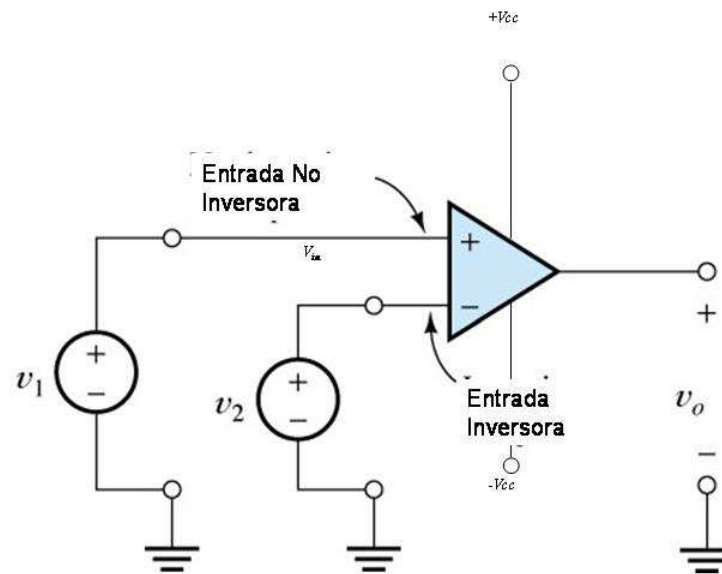 +Vcc
Entrada No
Inversora
+
Vin
−
+
−
v1
+
−
v2
+
vo
−
Entrada
Inversora
-Vcc